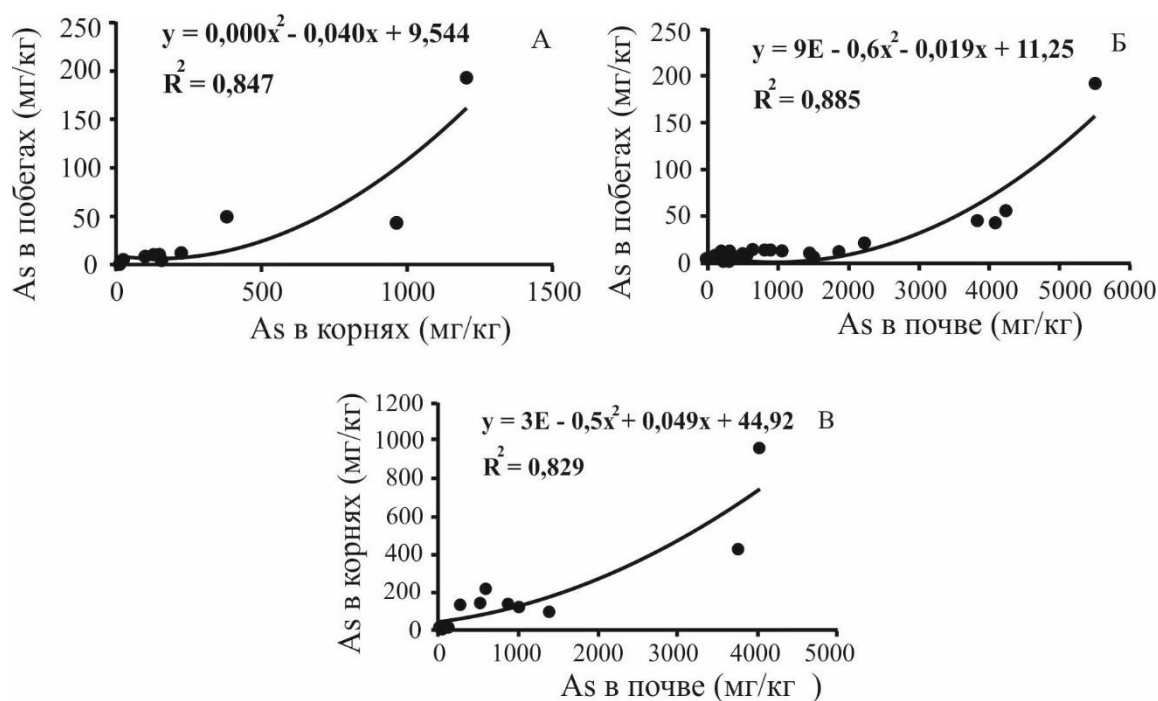 y = 0,000x² - 0,040x + 9,544
А
R² = 0,847
As в побегах (мг/кг)
250
200
150
100
50
0
0
500
1000
1500
As в корнях (мг/кг)
y = 9E - 0,6x² - 0,019x + 11,25
Б
R² = 0,885
As в побегах (мг/кг)
250
200
150
100
50
0
0
1000
2000
3000
4000
5000
6000
As в почве (мг/кг)
y = 3E - 0,5x² + 0,049x + 44,92
В
R² = 0,829
As в корнях (мг/кг)
1200
1000
800
600
400
200
0
0
1000
2000
3000
4000
5000
As в почве (мг/кг )